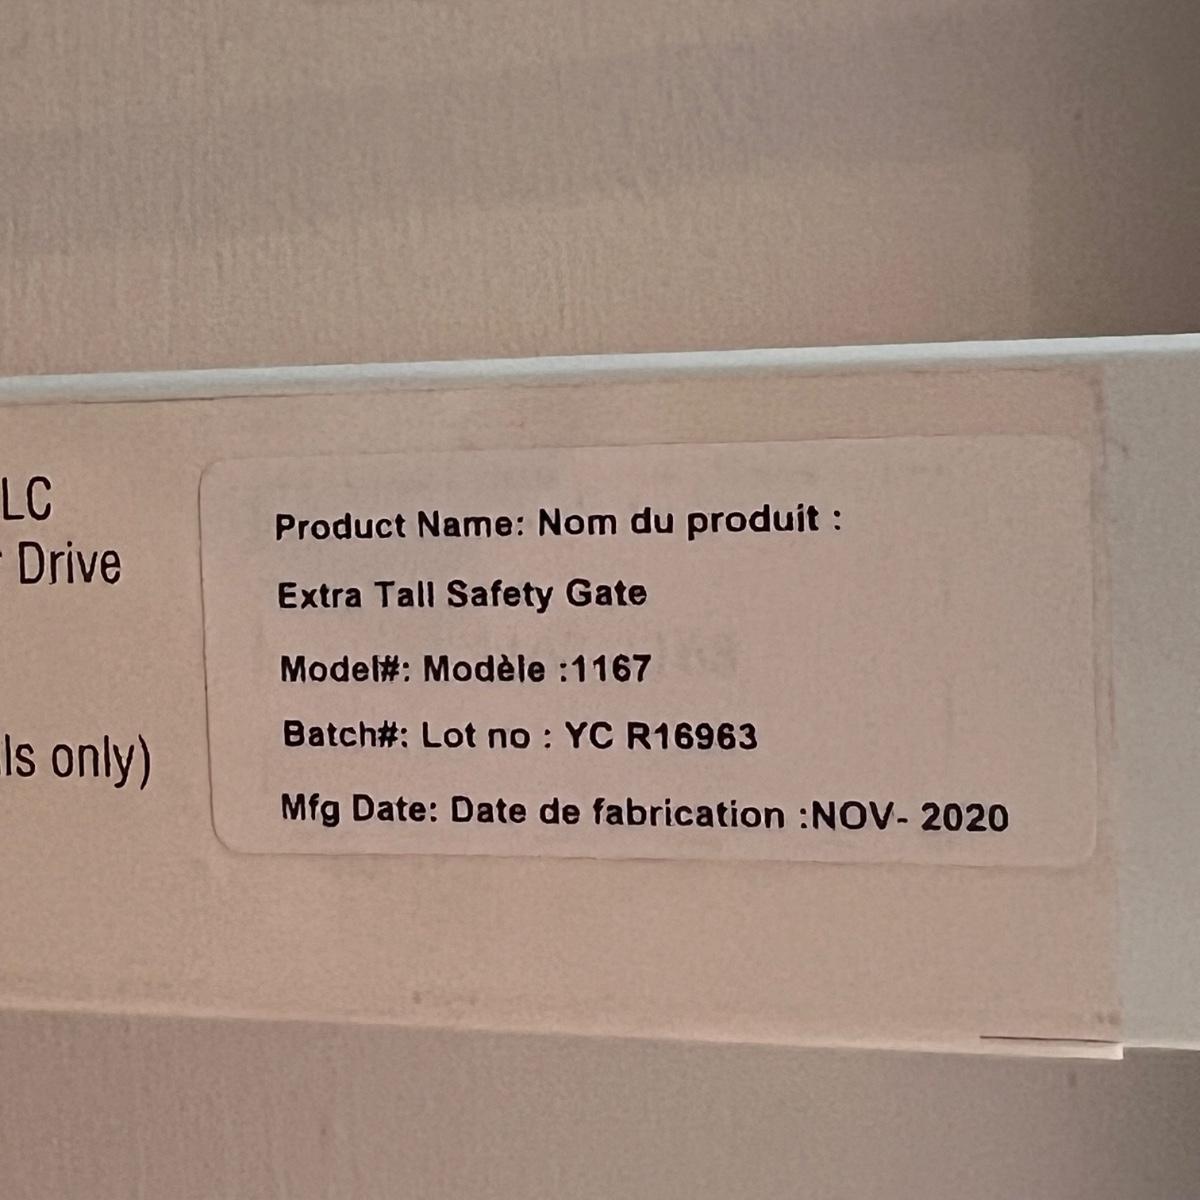 LC
Drive
ls only)
Product Name: Nom du produit :
Extra Tall Safety Gate
Model#: Modèle :1167
Batch#: Lot no : YC R16963
Mfg Date: Date de fabrication :NOV- 2020